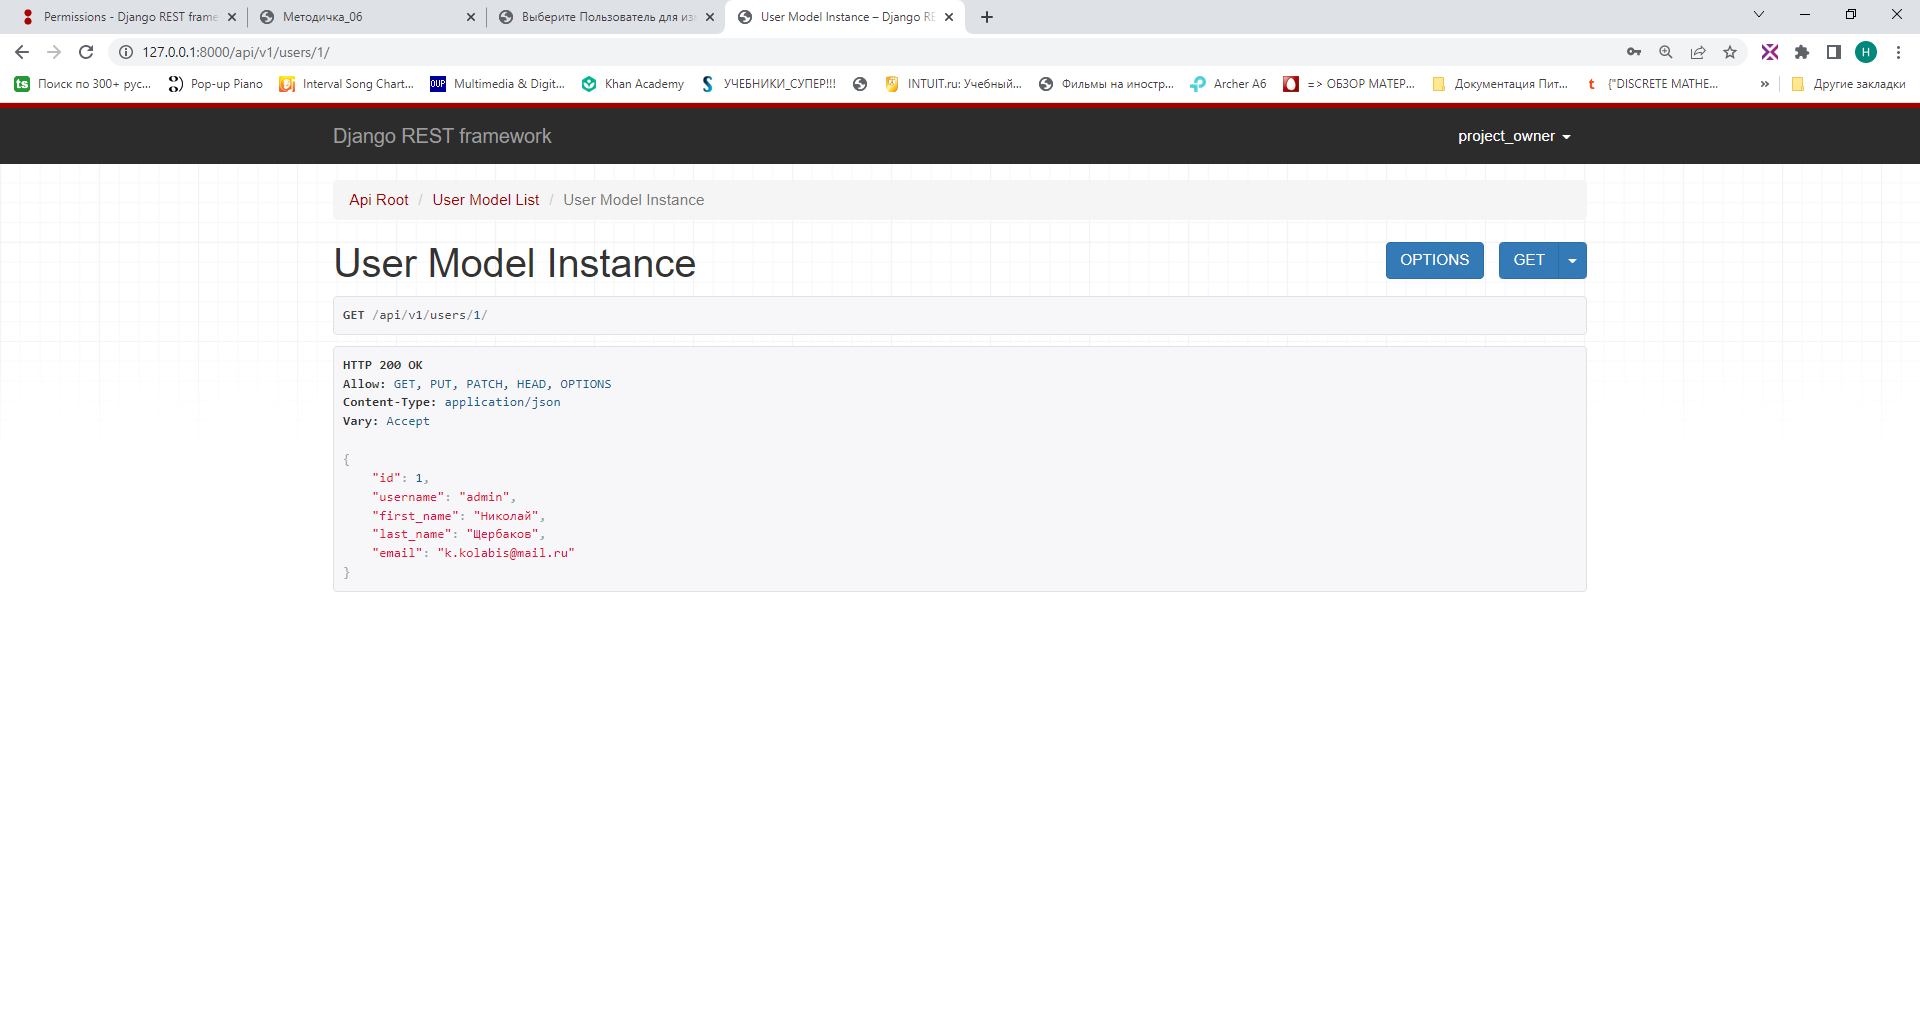 Permissions - Django REST frame
Методичка_06
Выберите Пользователь для из
User Model Instance – Django RE
127.0.0.1:8000/api/v1/users/1/
H
ts Поиск по 300+ рус...
Pop-up Piano
Interval Song Chart...
OUP Multimedia & Digit...
Khan Academy
УЧЕБНИКИ_СУПЕР!!!
INTUIT.ru: Учебный...
Фильмы на иностр...
Archer A6
=> ОБЗОР МАТЕР...
Документация Пит...
t {"DISCRETE MATHE...
»
Другие закладки
Django REST framework
project_owner
Api Root / User Model List / User Model Instance
User Model Instance
OPTIONS
GET
GET /api/v1/users/1/
HTTP 200 OK
Allow: GET, PUT, PATCH, HEAD, OPTIONS
Content-Type: application/json
Vary: Accept
{
"id": 1,
"username": "admin",
"first_name": "Николай",
"last_name": "Щербаков",
"email": "k.kolabis@mail.ru"
}